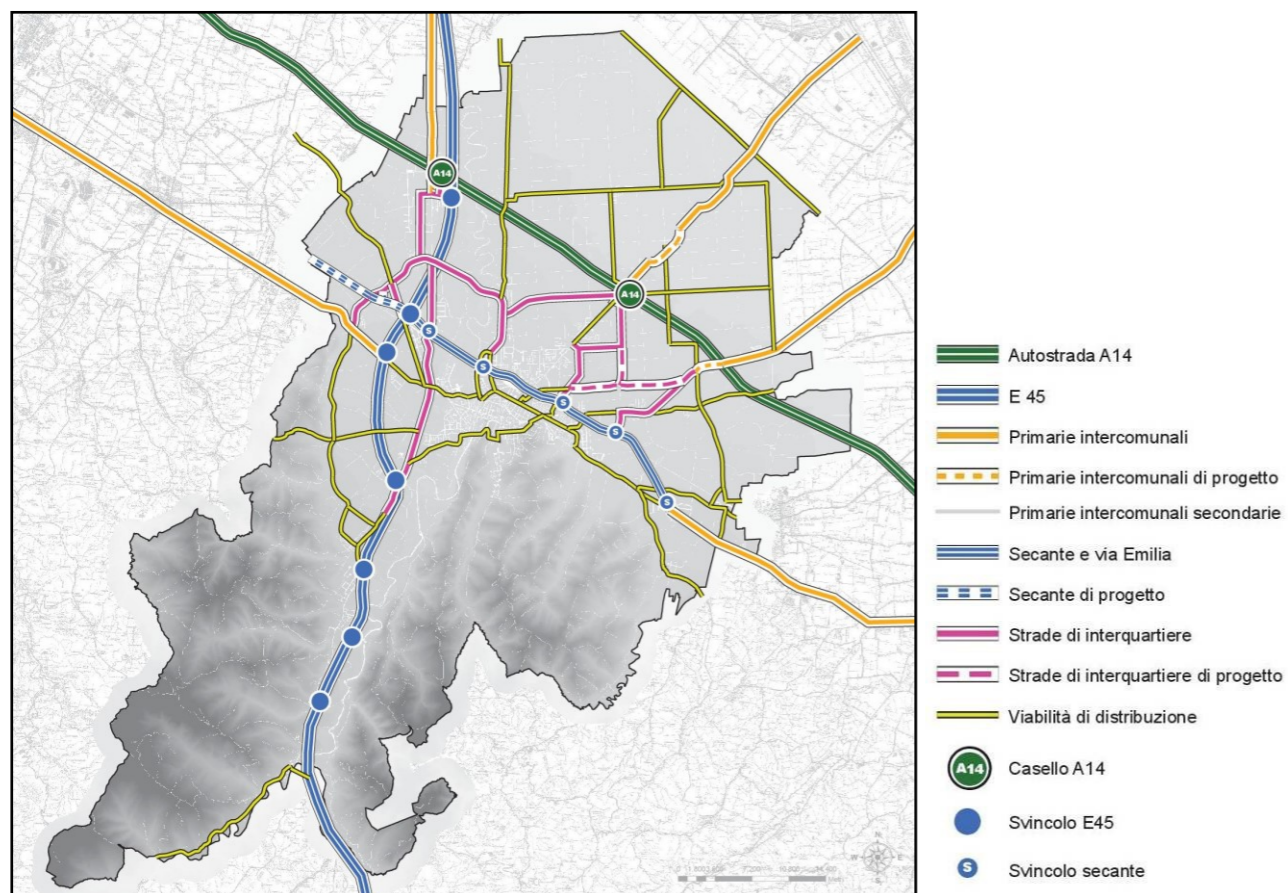 A14
A14
S
S
S
S
S
Autostrada A14
E 45
Primarie intercomunali
Primarie intercomunali di progetto
Primarie intercomunali secondarie
Secante e via Emilia
Secante di progetto
Strade di interquartiere
Strade di interquartiere di progetto
Viabilità di distribuzione
A14 Casello A14
Svincolo E45
S Svincolo secante